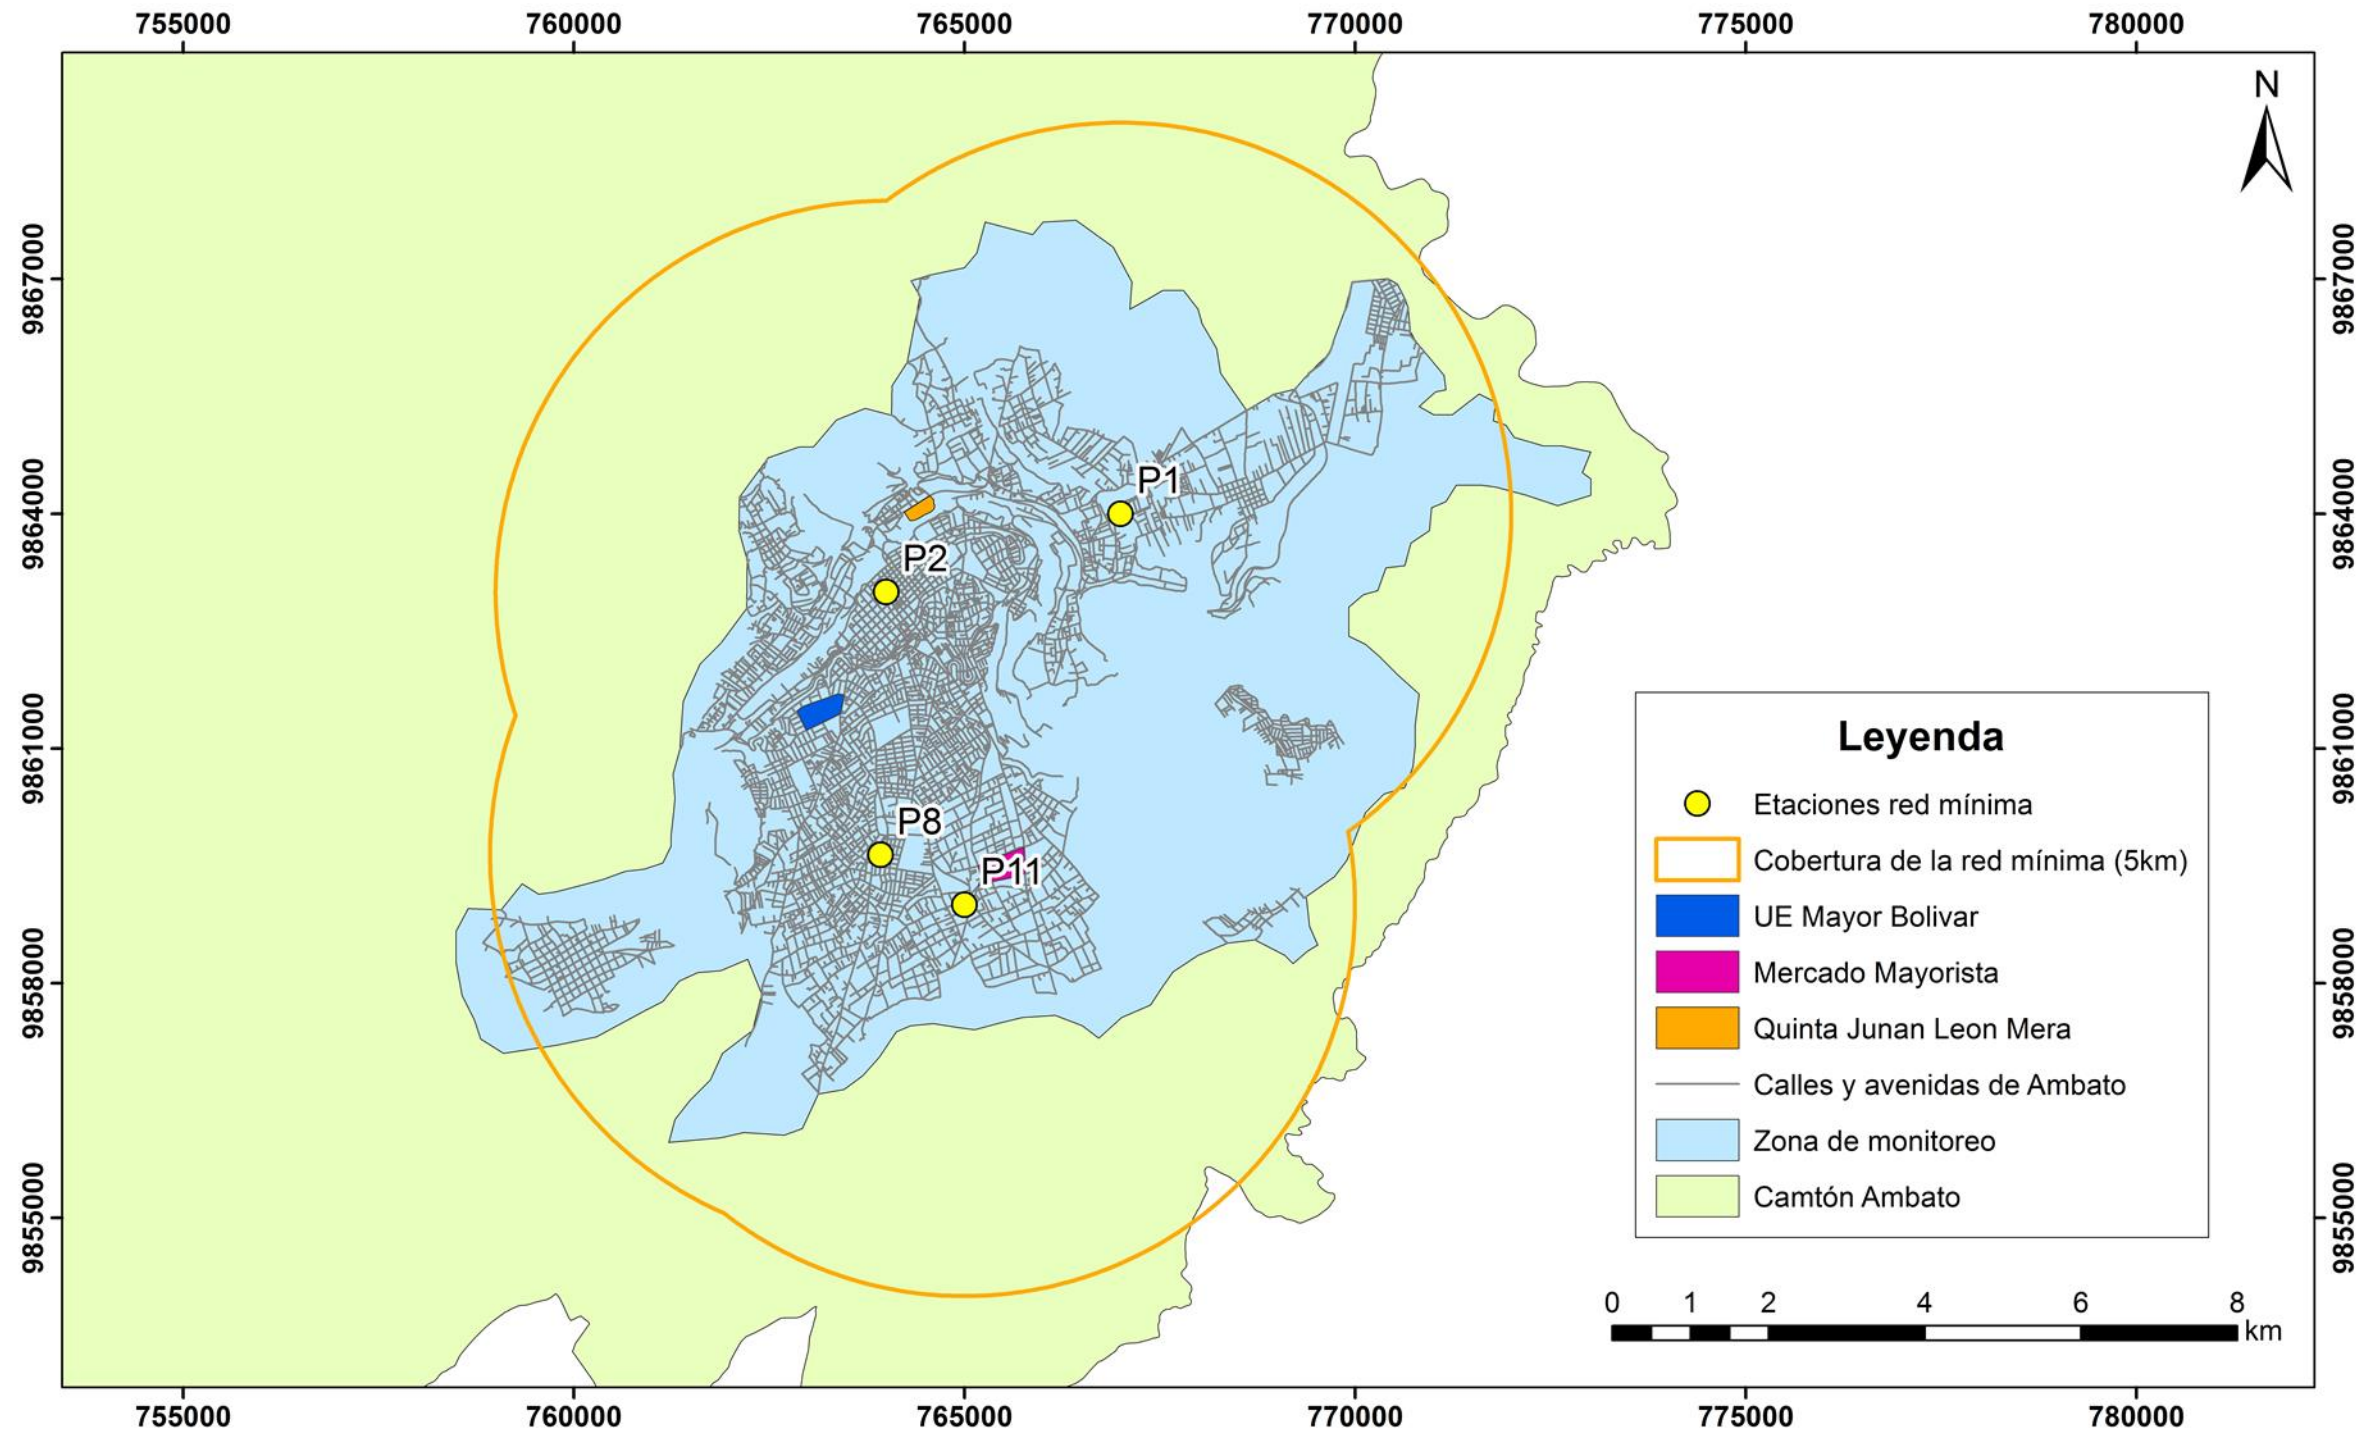 755000 760000 765000 770000 775000 780000
N
9867000 9867000
9864000 9864000
9861000 9861000
9858000 9858000
9855000 9855000
P1
P2
P8
P11
Leyenda
Etaciones red mínima
Cobertura de la red mínima (5km)
UE Mayor Bolivar
Mercado Mayorista
Quinta Junan Leon Mera
Calles y avenidas de Ambato
Zona de monitoreo
Camtón Ambato
0 1 2 4 6 8
km
755000 760000 765000 770000 775000 780000